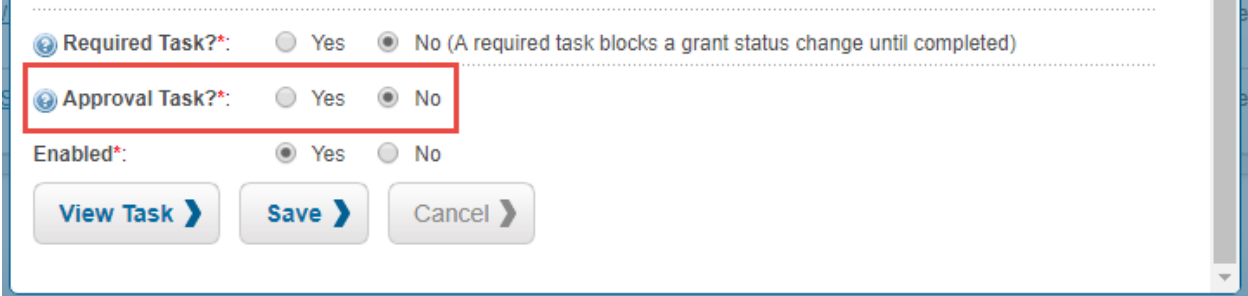 Required Task?*: Yes No (A required task blocks a grant status change until completed)
Approval Task?*: Yes No
Enabled*: Yes No
View Task Save Cancel